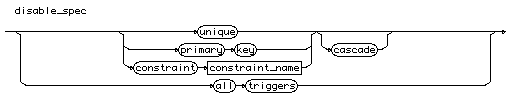 disable_spec
unique
primary key
cascade
constraint constraint_name
all triggers